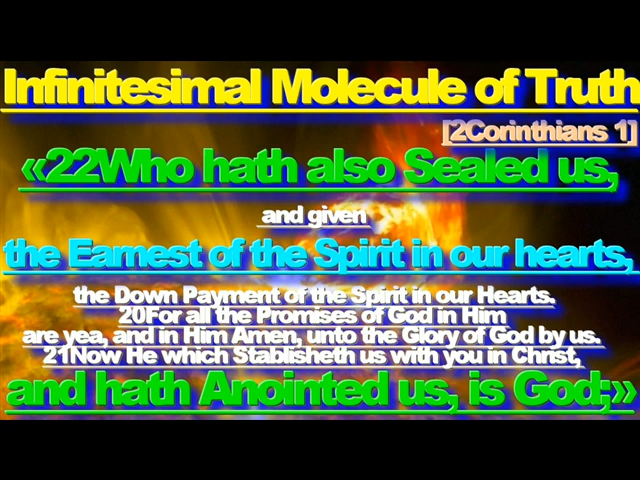 Infinitesimal Molecule of Truth
[2Corinthians 1]
«22Who hath also Sealed us,
and given
the Earnest of the Spirit in our hearts,
the Down Payment of the Spirit in our Hearts.
20For all the Promises of God in Him
are yea, and in Him Amen, unto the Glory of God by us.
21Now He which Stablisheth us with you in Christ,
and hath Anointed us, is God;»